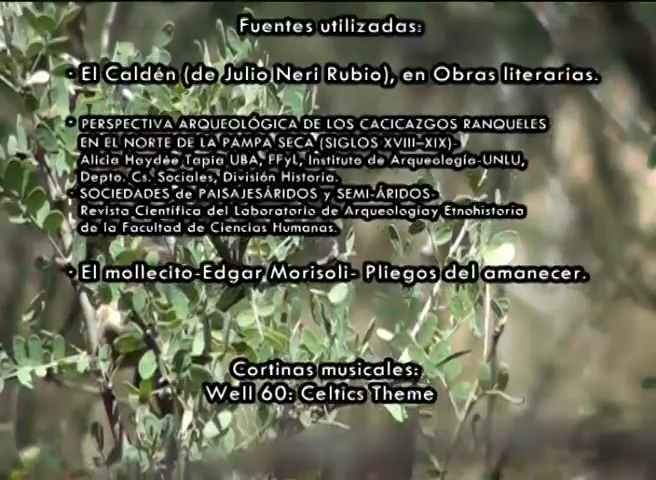 Fuentes utilizadas:
· El Caldén (de Julio Neri Rubio), en Obras literarias.
· PERSPECTIVA ARQUEOLÓGICA DE LOS CACICAZGOS RANQUELES
EN EL NORTE DE LA PAMPA SECA (SIGLOS XVIII-XIX)-
Alicia Haydée Tapia UBA, FFyL, Instituto de Arqueología-UNLU,
Depto. Cs. Sociales, División Historia.
· SOCIEDADES de PAISAJESÁRIDOS y SEMI-ÁRIDOS-
Revista Científica del Laboratorio de Arqueologíay Etnohistoria
de la Facultad de Ciencias Humanas.
· El mollecito-Edgar Morisoli- Pliegos del amanecer.
Cortinas musicales:
Well 60: Celtics Theme